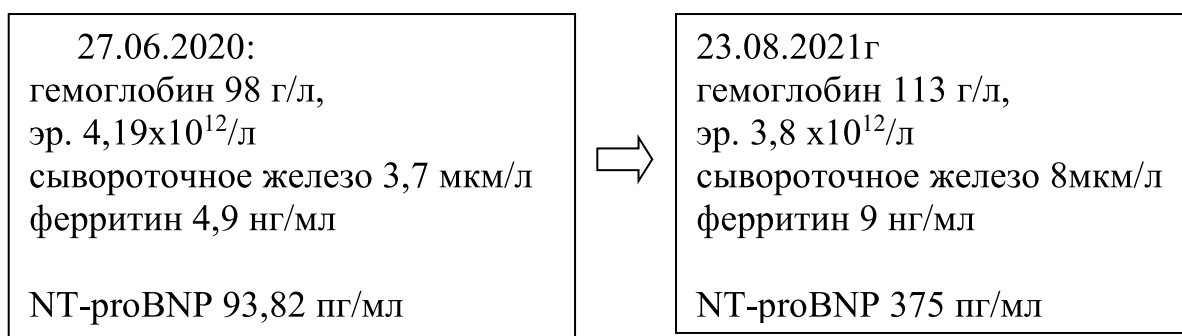 27.06.2020:
гемоглобин 98 г/л,
эр. 4,19х10¹²/л
сывороточное железо 3,7 мкм/л
ферритин 4,9 нг/мл
NT-proBNP 93,82 пг/мл
23.08.2021г
гемоглобин 113 г/л,
эр. 3,8 х10¹²/л
сывороточное железо 8мкм/л
ферритин 9 нг/мл
NT-proBNP 375 пг/мл